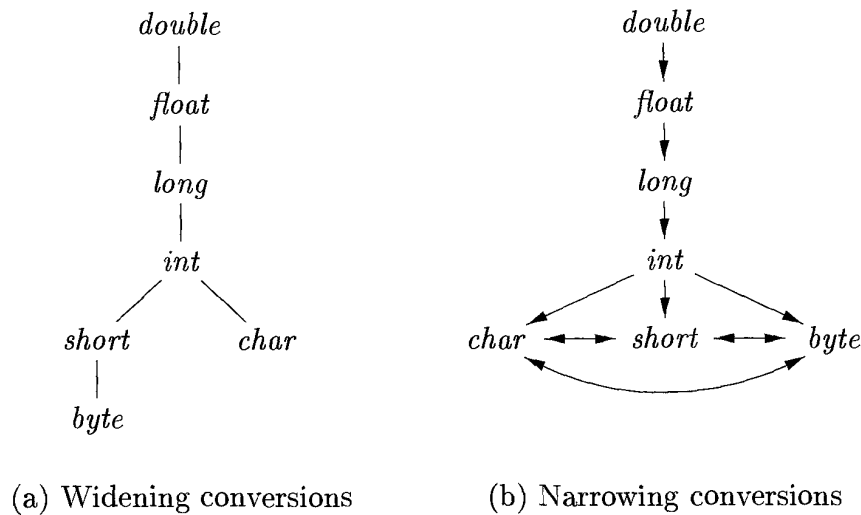 double
float
long
int
short char
byte
(a) Widening conversions
double
float
long
int
char short byte
(b) Narrowing conversions